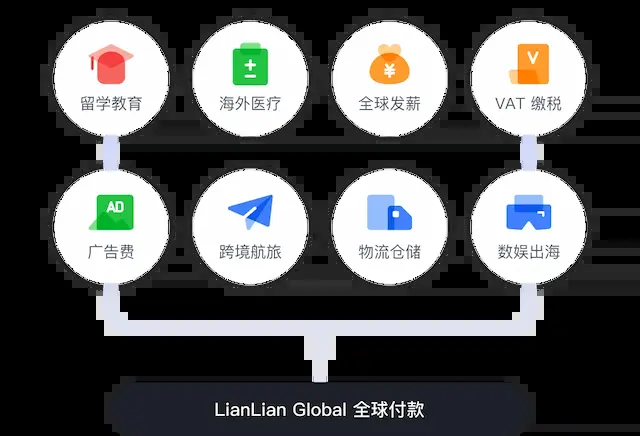 留学教育
海外医疗
全球发薪
VAT 缴税
AD
广告费
跨境航旅
物流仓储
数娱出海
LianLian Global 全球付款